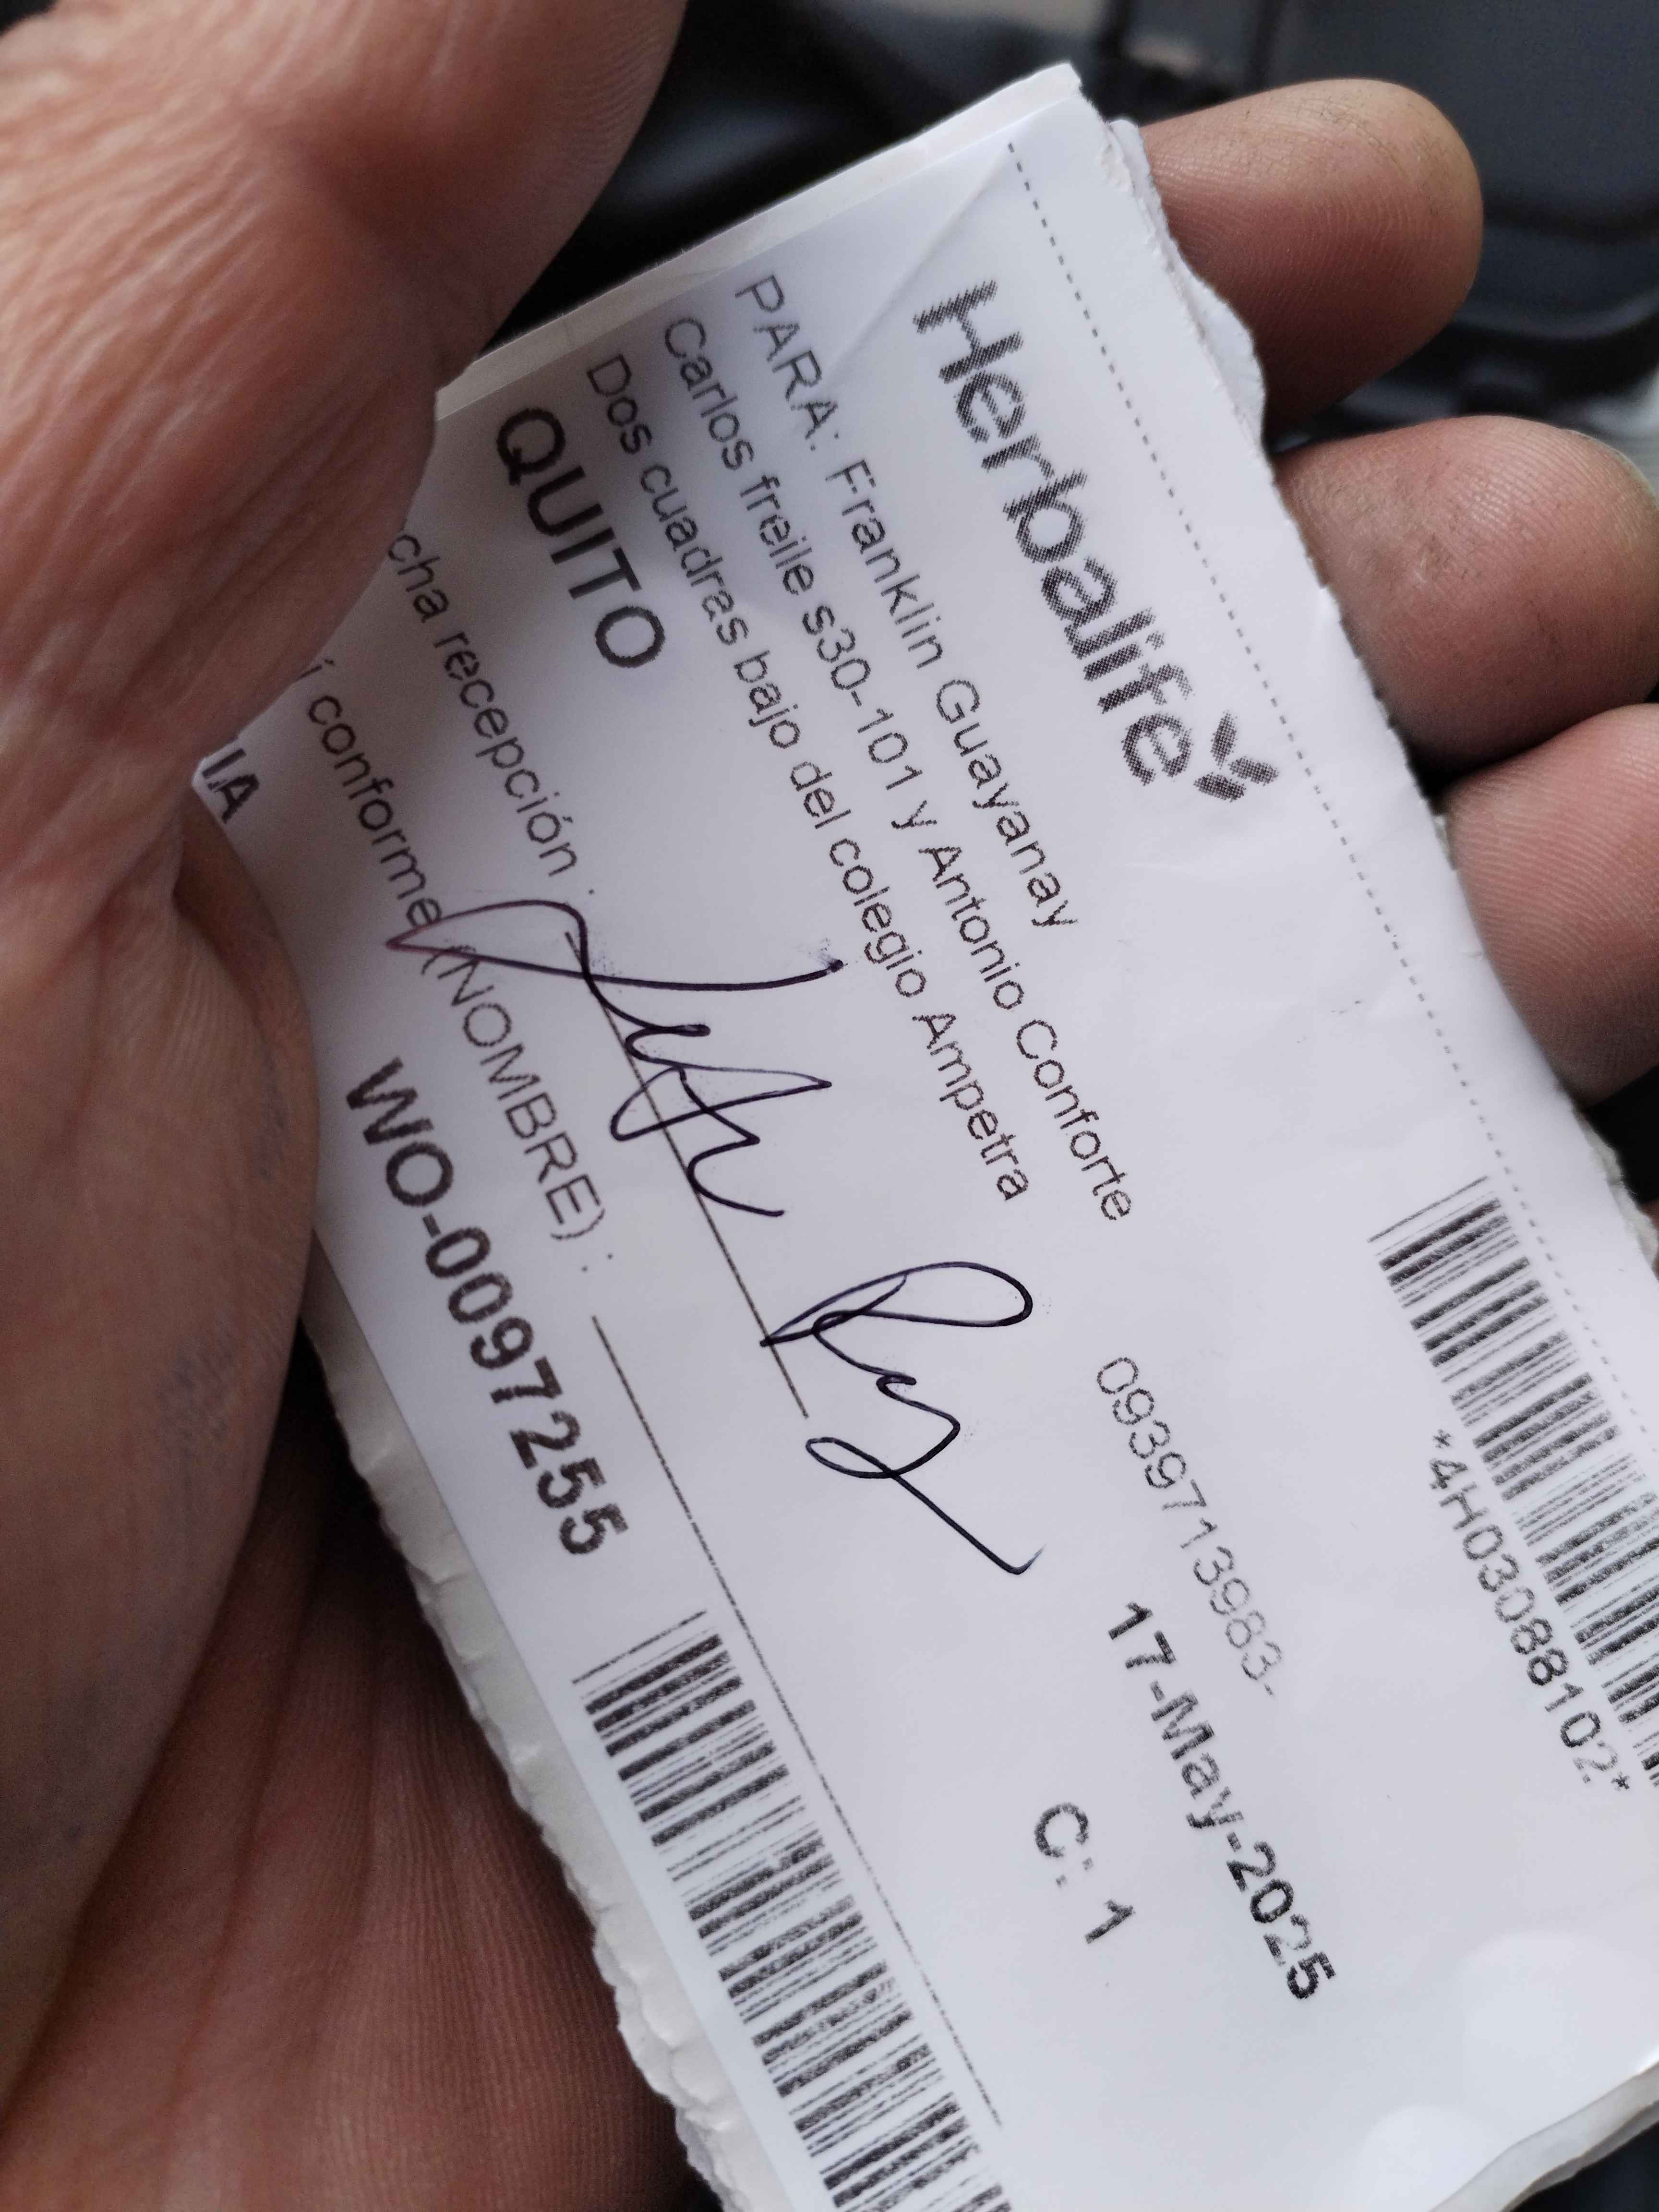 Herbalife
*4H03088102*
PARA: Franklin Guayanay
0939713983-
Carlos freile s30-101 y Antonio Conforte
17-May-2025
Dos cuadras bajo del colegio Ampetra
QUITO
C: 1
cha recepción :
í conforme (NOMBRE) :
IA
WO-0097255